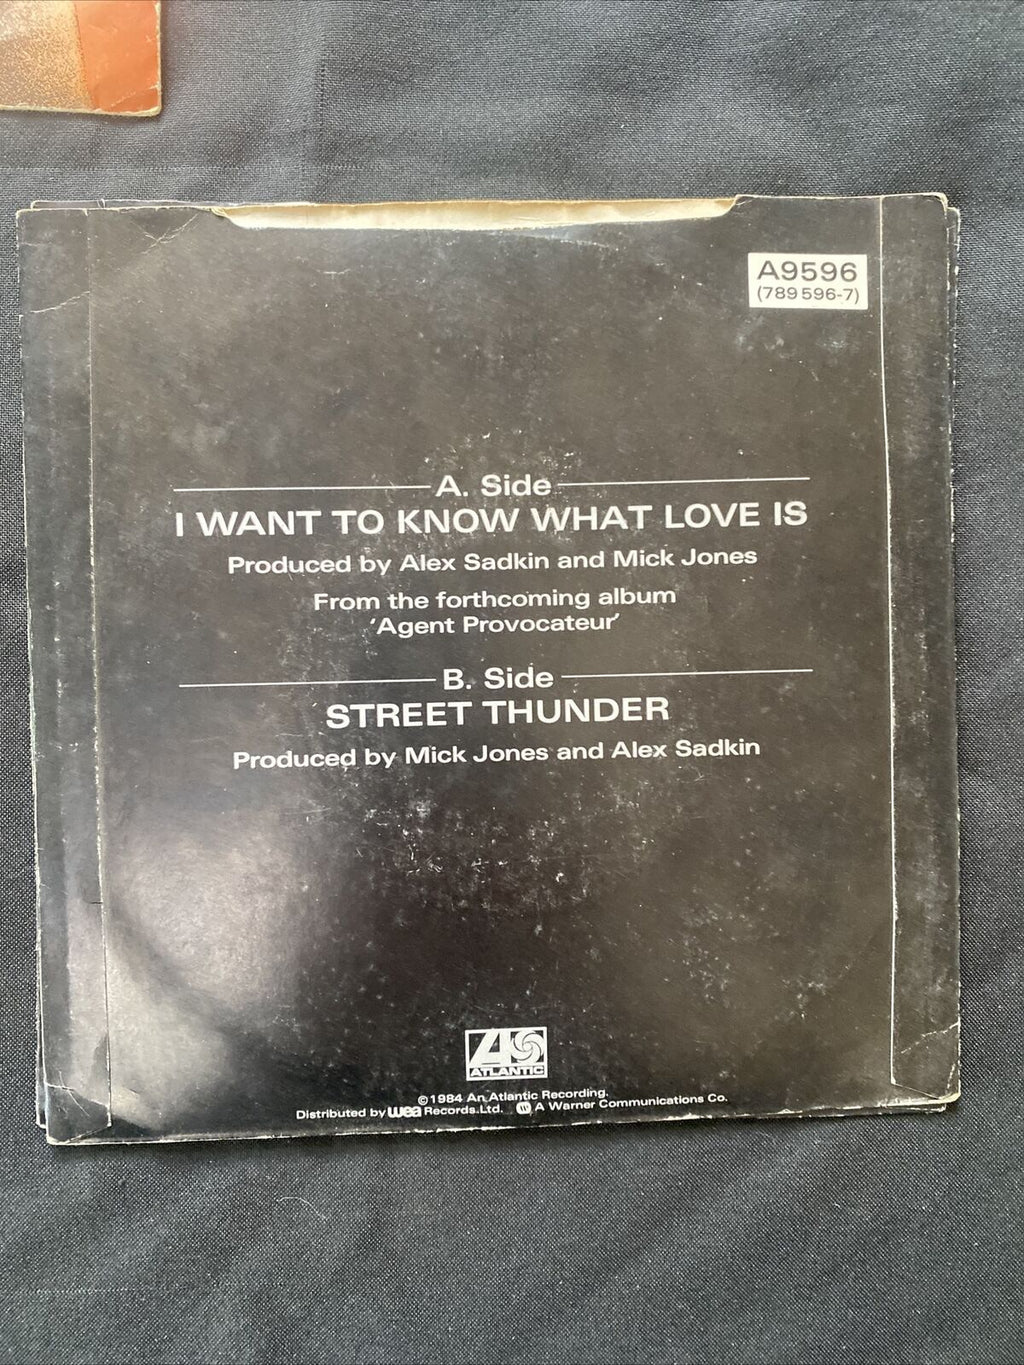 A9596
(789 596-7)
A. Side
I WANT TO KNOW WHAT LOVE IS
Produced by Alex Sadkin and Mick Jones
From the forthcoming album
‘Agent Provocateur’
B. Side
STREET THUNDER
Produced by Mick Jones and Alex Sadkin
ATLANTIC
©1984 An Atlantic Recording.
Distributed by wea Records.Ltd. A Warner Communications Co.